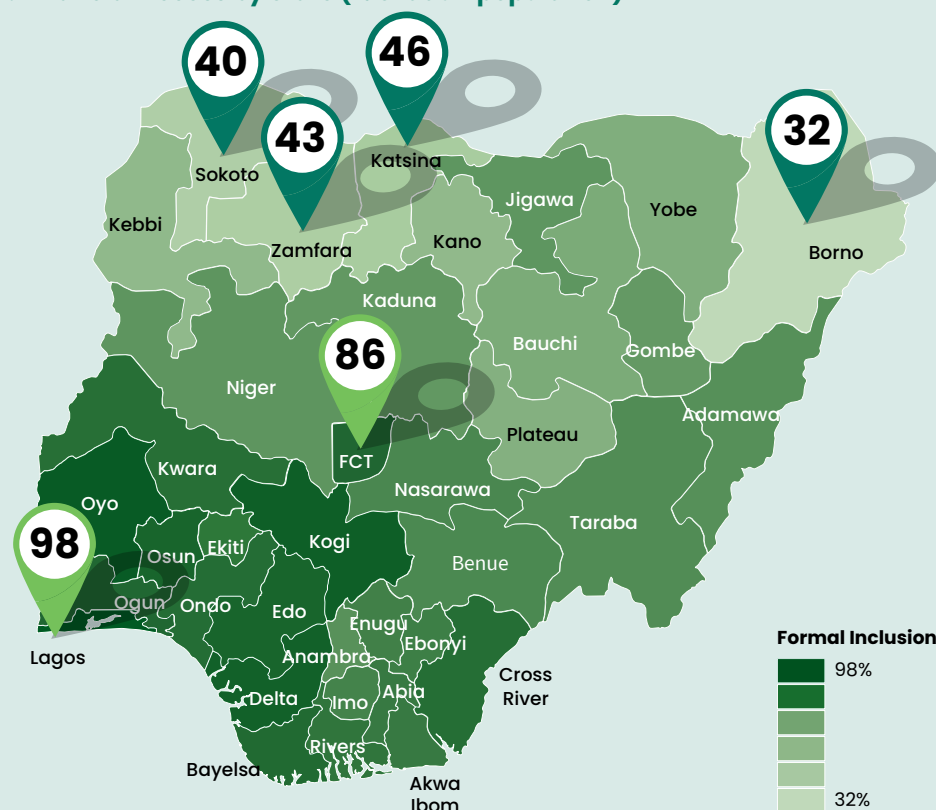 40
46
43
32
Katsina
Sokoto
Jigawa
Yobe
Kebbi
Kano
Zamfara
Borno
Kaduna
86
Bauchi
Gombe
Niger
Adamawa
Plateau
FCT
Kwara
Nasarawa
Oyo
Taraba
98
Kogi
Osun
Ekiti
Benue
Ogun
Ondo
Edo
Enugu
Formal Inclusion
Ebonyi
Lagos
Anambra
98%
Cross
River
Delta
Imo
Abia
Rivers
Bayelsa
Akwa
Ibom
32%